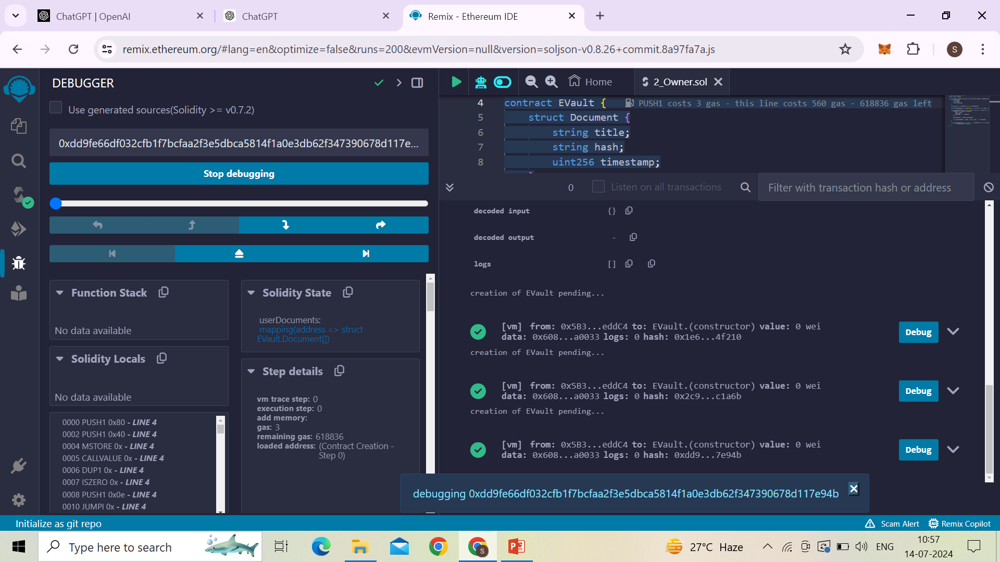 ChatGPT | OpenAI
ChatGPT
Remix - Ethereum IDE
remix.ethereum.org/#lang=en&optimize=false&runs=200&evmVersion=null&version=soljson-v0.8.26+commit.8a97fa7a.js
S
DEBUGGER
Use generated sources(Solidity >= v0.7.2)
0xdd9fe66df032cfb1f7bcfaa2f3e5dbca5814f1a0e3db62f347390678d117e...
Stop debugging
Function Stack
No data available
Solidity Locals
No data available
0000 PUSH1 0x80 - LINE 4
0002 PUSH1 0x40 - LINE 4
0004 MSTORE 0x - LINE 4
0005 CALLVALUE 0x - LINE 4
0006 DUP1 0x - LINE 4
0007 ISZERO 0x - LINE 4
0008 PUSH1 0x0e - LINE 4
0010 JUMPI 0x - LINE 4
Solidity State
userDocuments:
mapping(address => struct
EVault.Document[])
Step details
vm trace step: 0
execution step: 0
add memory:
gas: 3
remaining gas: 618836
loaded address: (Contract Creation -
Step 0)
Home
2_Owner.sol
4 contract EVault { PUSH1 costs 3 gas - this line costs 560 gas - 618836 gas left
5 struct Document {
6 string title;
7 string hash;
8 uint256 timestamp;
0
Listen on all transactions
Filter with transaction hash or address
decoded input {}
decoded output -
logs []
creation of EVault pending...
[vm] from: 0x5B3...eddC4 to: EVault.(constructor) value: 0 wei
data: 0x608...a0033 logs: 0 hash: 0x1e6...4f210
Debug
creation of EVault pending...
[vm] from: 0x5B3...eddC4 to: EVault.(constructor) value: 0 wei
data: 0x608...a0033 logs: 0 hash: 0x2c9...c1a6b
Debug
creation of EVault pending...
[vm] from: 0x5B3...eddC4 to: EVault.(constructor) value: 0 wei
data: 0x608...a0033 logs: 0 hash: 0xdd9...7e94b
Debug
debugging 0xdd9fe66df032cfb1f7bcfaa2f3e5dbca5814f1a0e3db62f347390678d117e94b
Initialize as git repo
Scam Alert
Remix Copilot
Type here to search
S
27°C Haze
ENG
10:57
14-07-2024